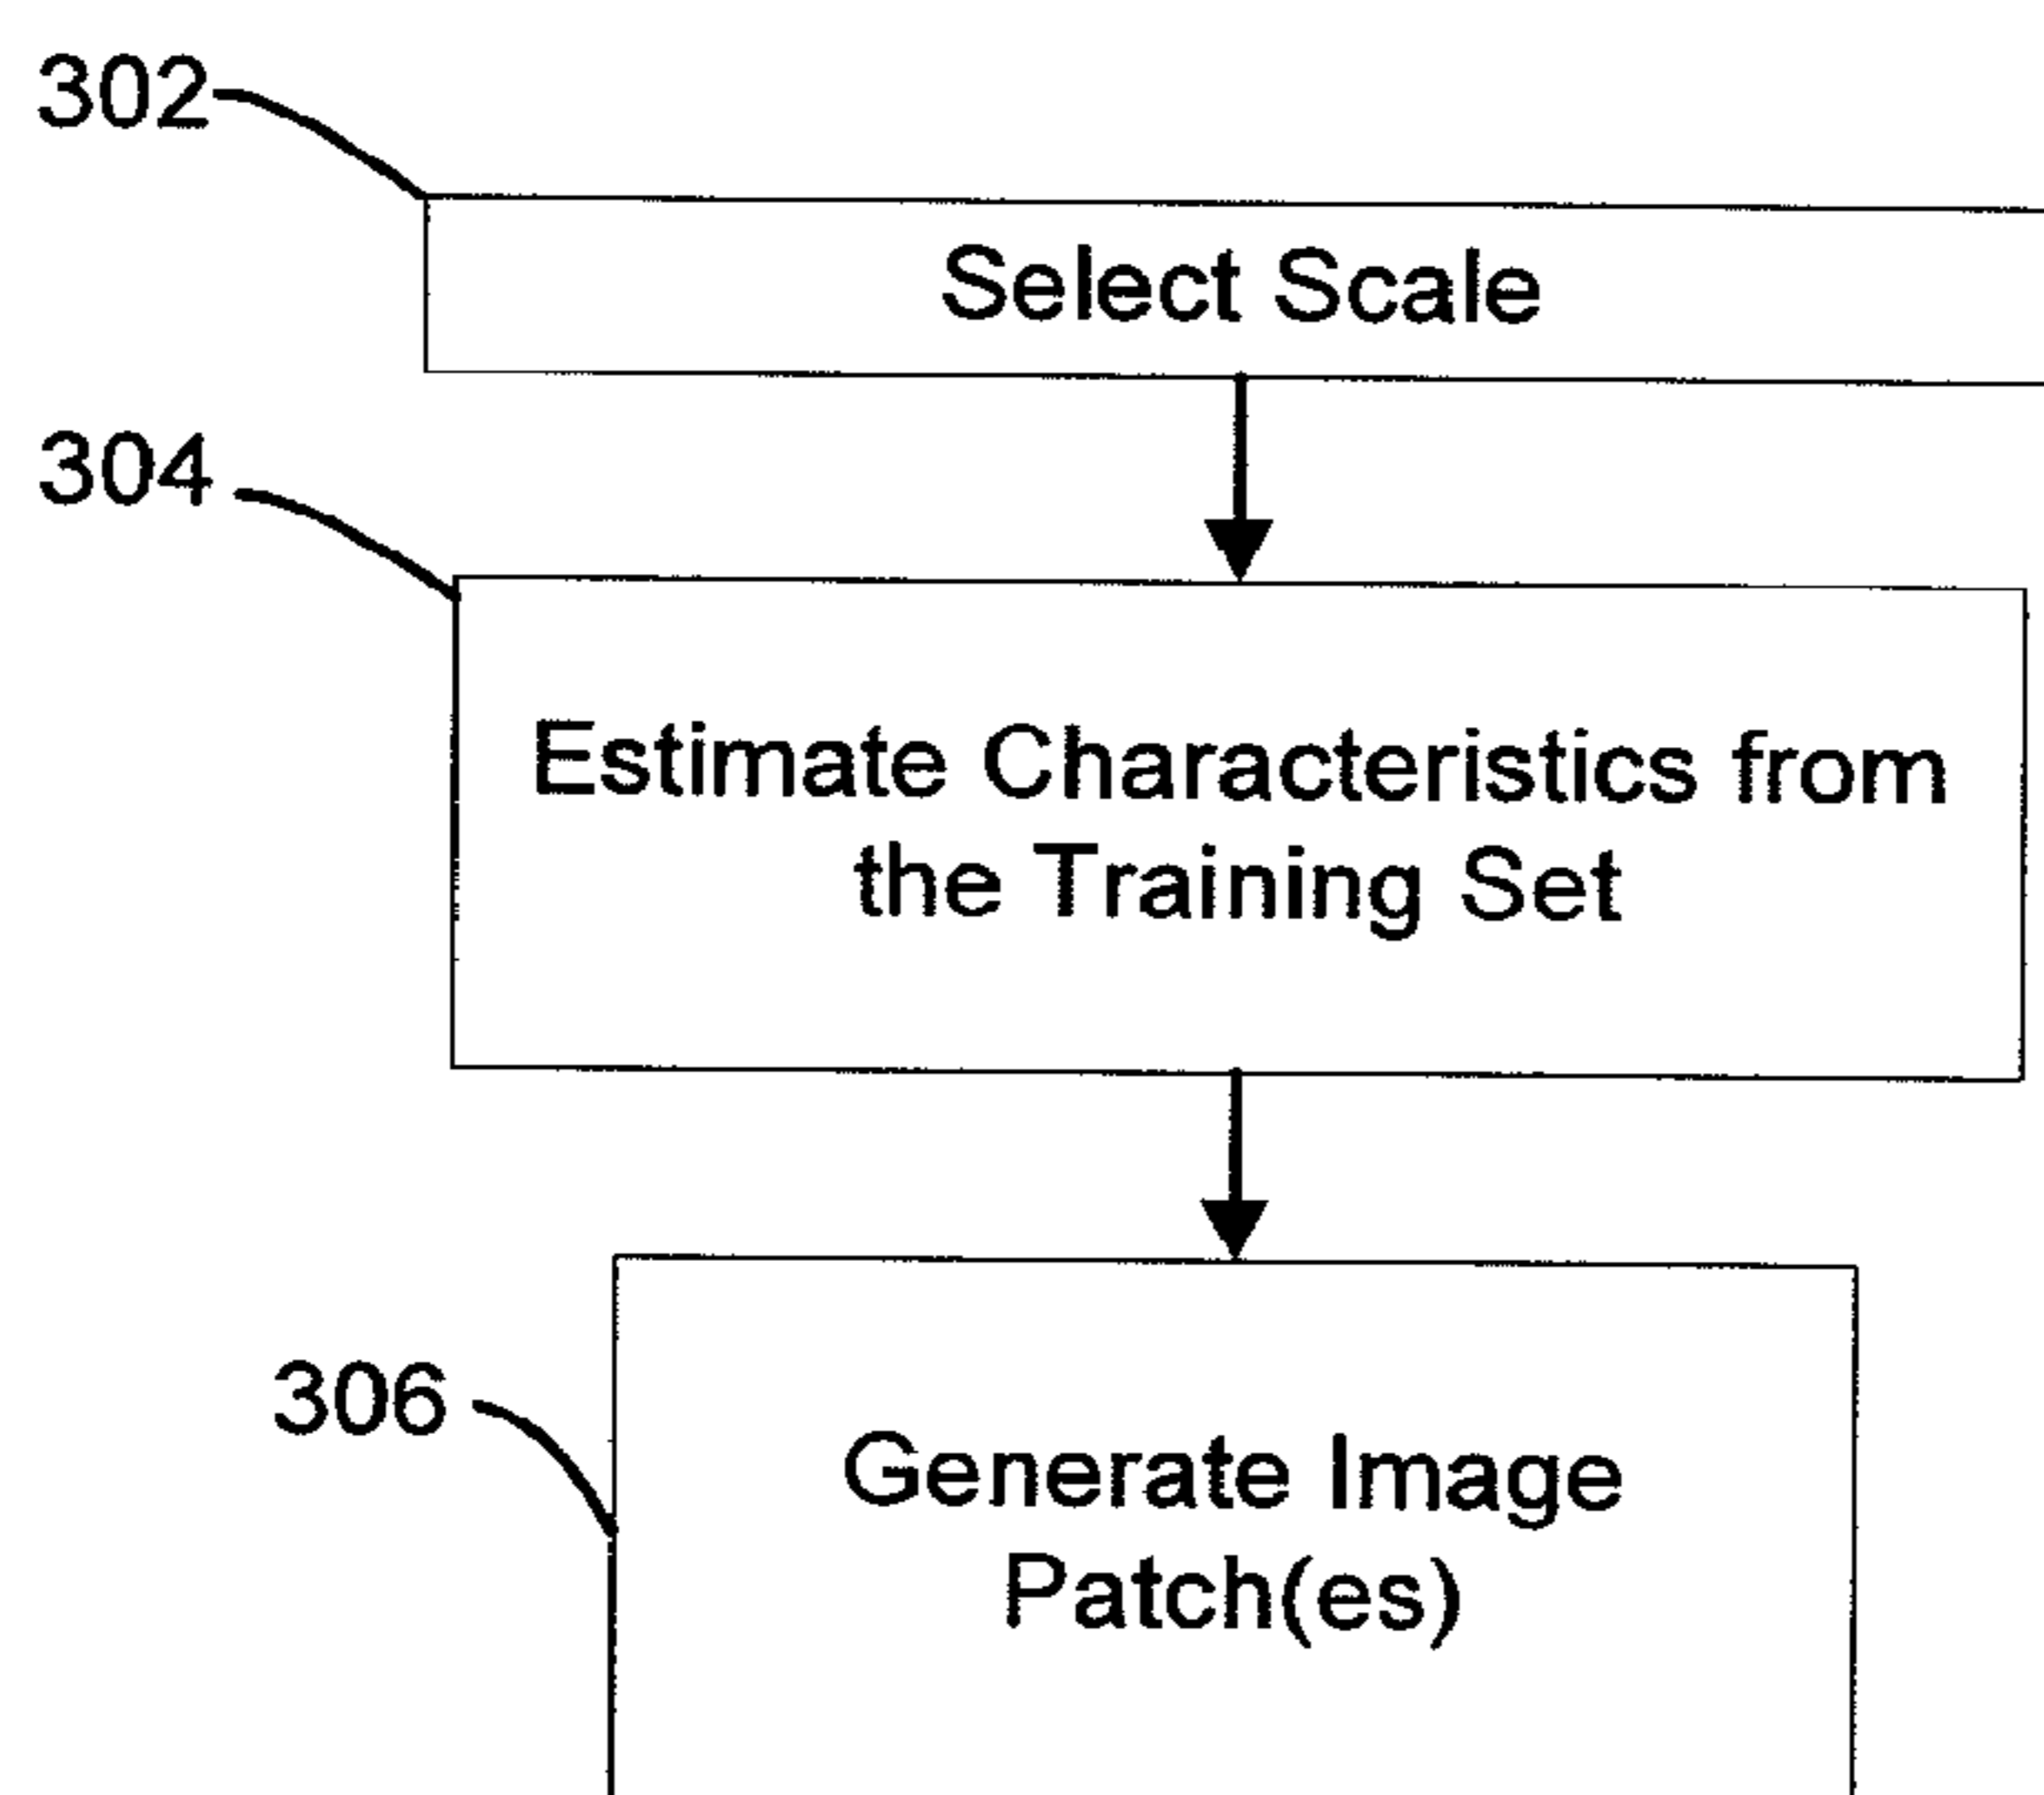 302
Select Scale
304
Estimate Characteristics from
the Training Set
306
Generate Image
Patch(es)